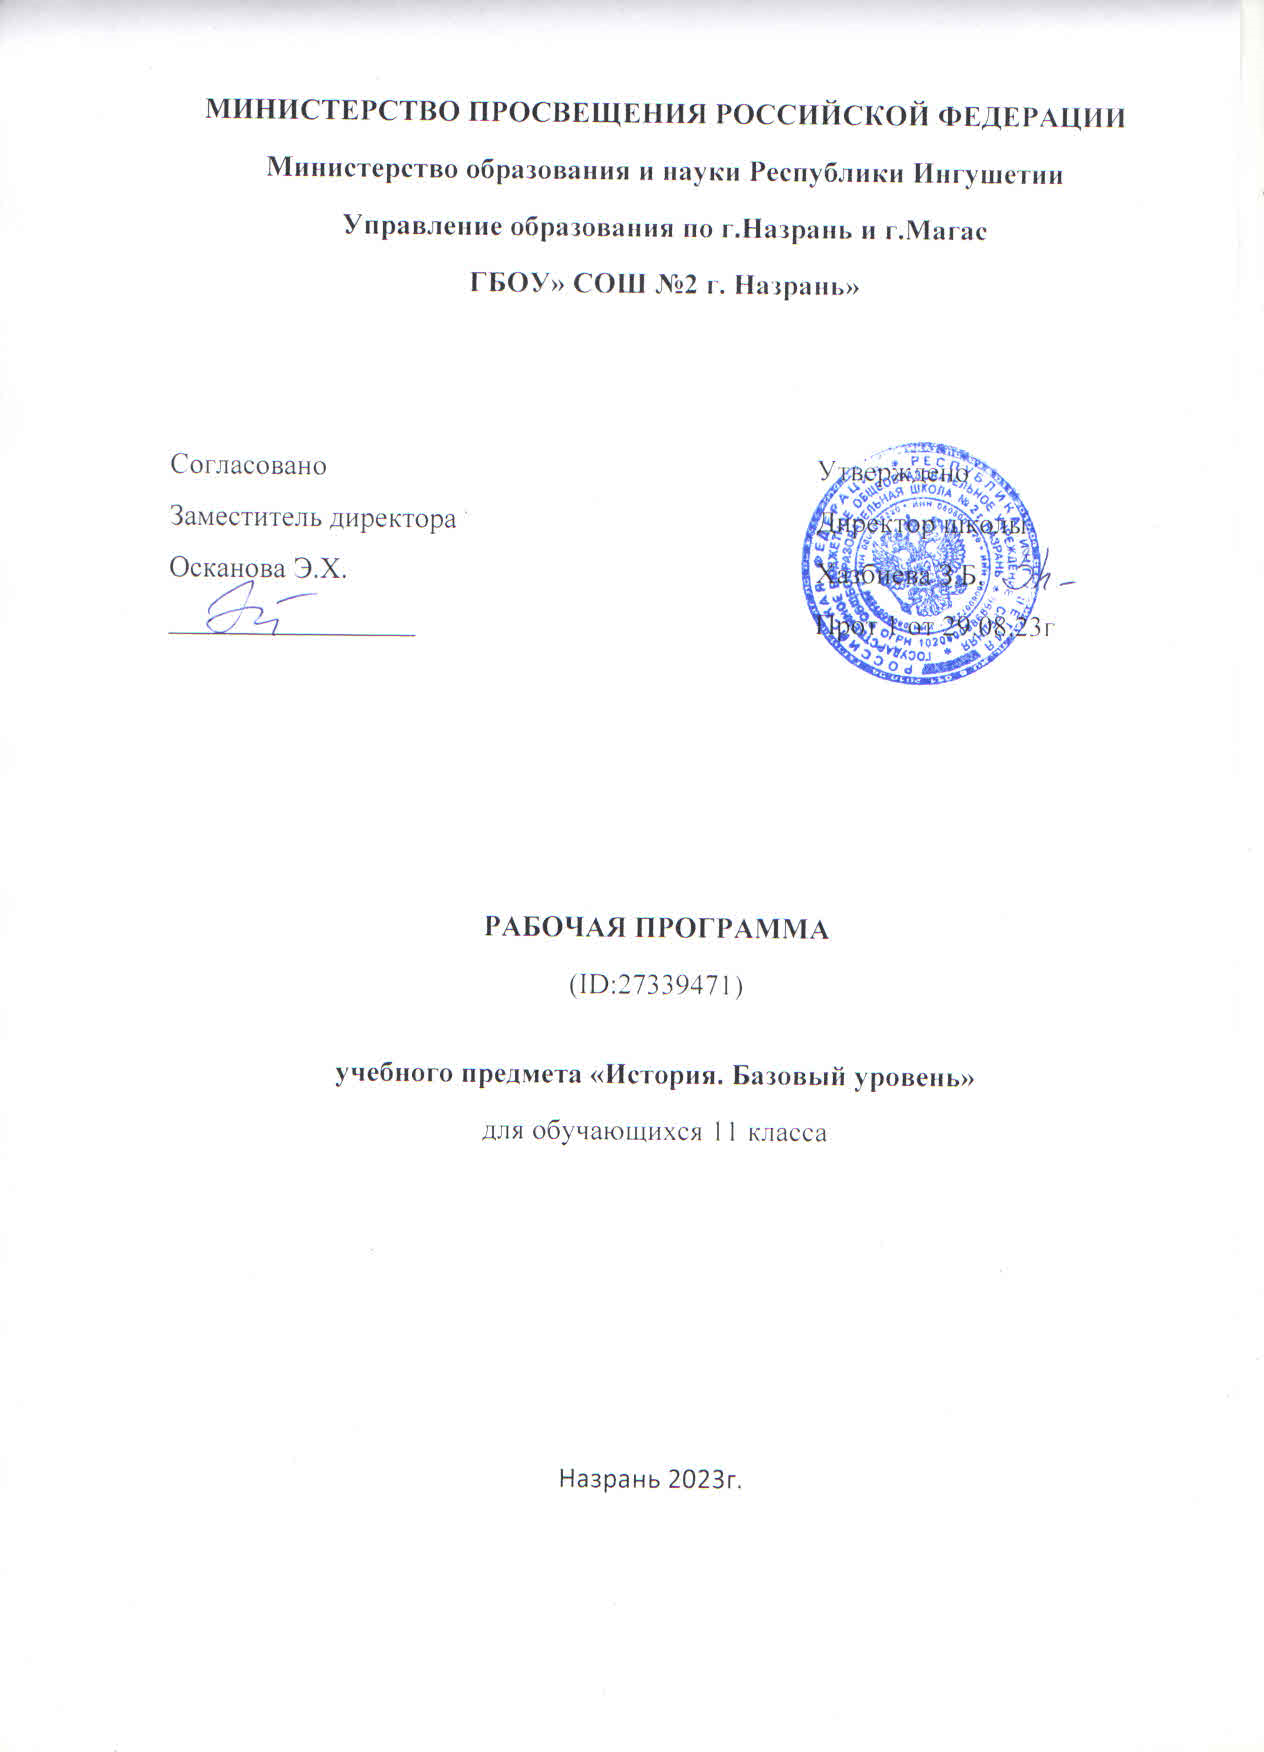 МИНИСТЕРСТВО ПРОСВЕЩЕНИЯ РОССИЙСКОЙ ФЕДЕРАЦИИ
Министерство образования и науки Республики Ингушетии
Управление образования по г.Назрань и г.Магас
ГБОУ» СОШ №2 г. Назрань»
Согласовано
Заместитель директора
Осканова Э.Х.
Утверждено
Директор школы
Хазбиева З.Б.
Прот 1 от 29.08.23г
РАБОЧАЯ ПРОГРАММА
(ID:27339471)
учебного предмета «История. Базовый уровень»
для обучающихся 11 класса
Назрань 2023г.